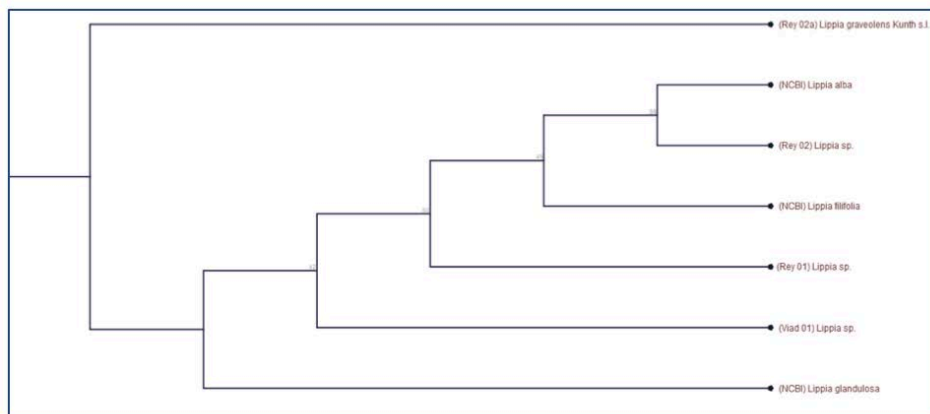 (Rey 02a) Lippia graveolens Kunth s.l.
(NCBI) Lippia alba
(Rey 02) Lippia sp.
(NCBI) Lippia filifolia
(Rey 01) Lippia sp.
(Viad 01) Lippia sp.
(NCBI) Lippia glandulosa